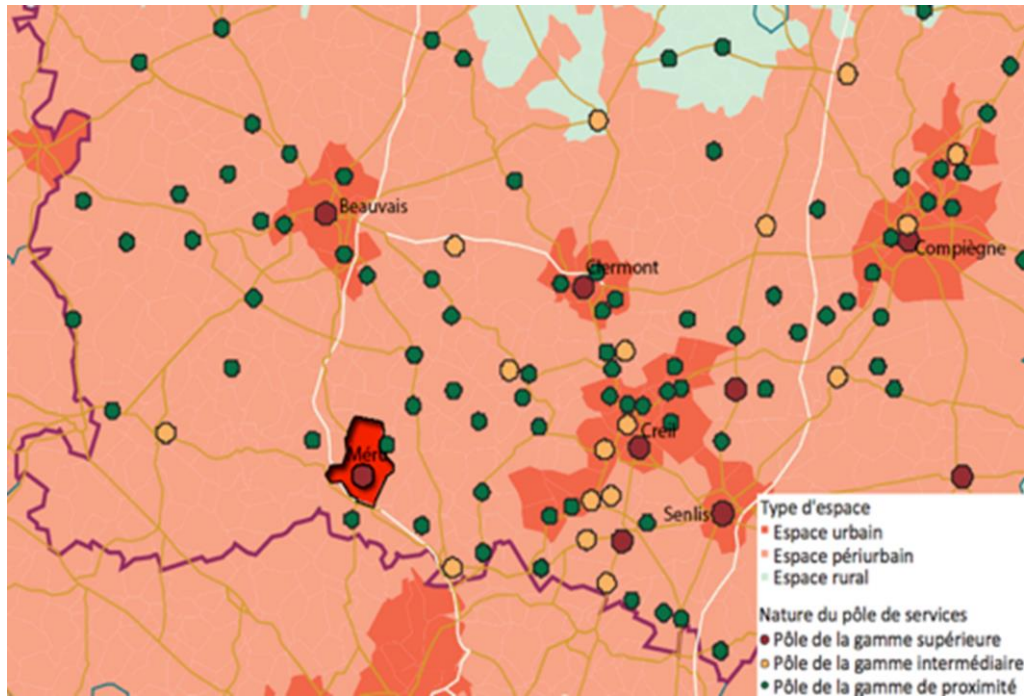 Beauvais
Clermont
Compiègne
Méru
Creil
Senlis
Type d'espace
Espace urbain
Espace périurbain
Espace rural
Nature du pôle de services
Pôle de la gamme supérieure
Pôle de la gamme intermédiaire
Pôle de la gamme de proximité